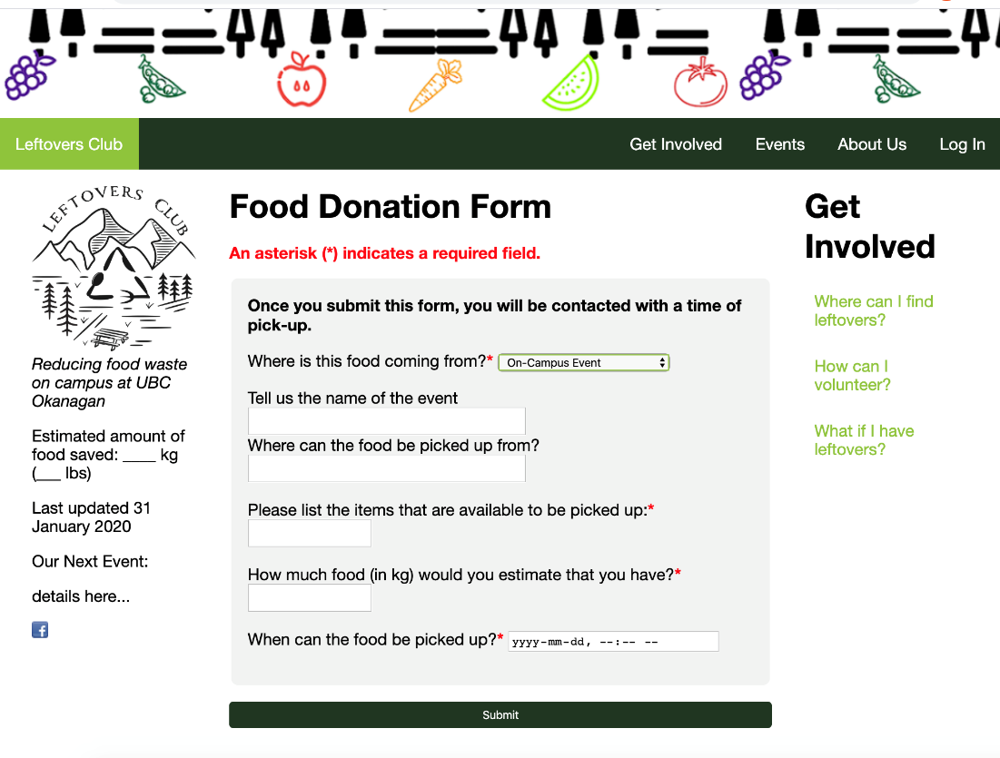 Leftovers Club
Get Involved
Events
About Us
Log In
LEFTOVERS CLUB
Reducing food waste
on campus at UBC
Okanagan
Estimated amount of
food saved: ____ kg
(___ lbs)
Last updated 31
January 2020
Our Next Event:
details here...
f
Food Donation Form
An asterisk (*) indicates a required field.
Once you submit this form, you will be contacted with a time of
pick-up.
Where is this food coming from?* On-Campus Event
Tell us the name of the event
Where can the food be picked up from?
Please list the items that are available to be picked up:*
How much food (in kg) would you estimate that you have?*
When can the food be picked up?* yyyy-mm-dd, --:-- --
Submit
Get
Involved
Where can I find
leftovers?
How can I
volunteer?
What if I have
leftovers?